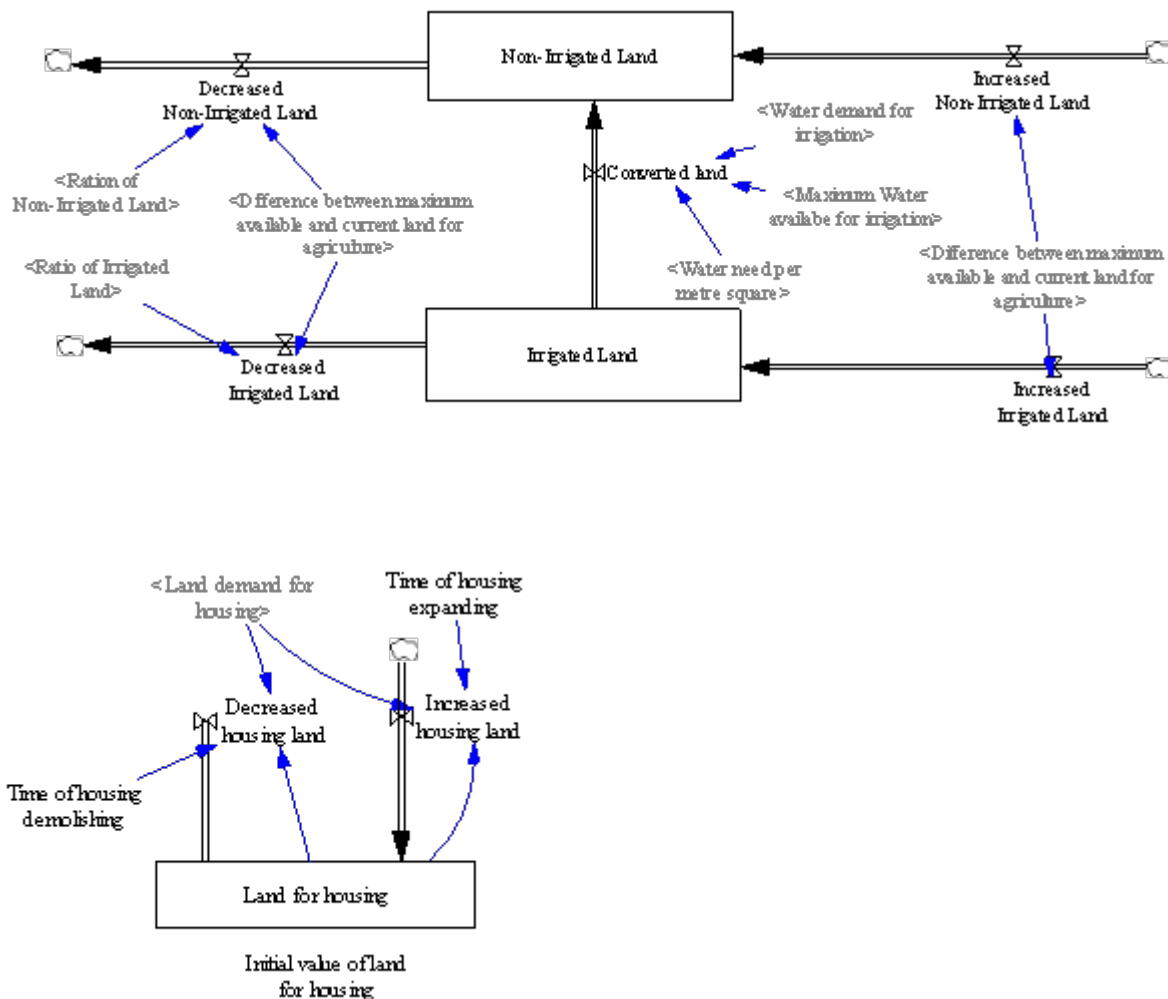 Non-Irrigated Land
Decreased
Non-Irrigated Land
Increased
Non-Irrigated Land
<Water demand for
irrigation>
<Ration of
Non-Irrigated Land>
<Difference between maximum
available and current land for
agriculture>
Converted land
<Maximum Water
availabe for irrigation>
<Ratio of Irrigated
Land>
<Water need per
metre square>
<Difference between maximum
available and current land for
agriculture>
Irrigated Land
Decreased
Irrigated Land
Increased
Irrigated Land
<Land demand for
housing>
Time of housing
expanding
Decreased
housing land
Increased
housing land
Time of housing
demolishing
Land for housing
Initial value of land
for housing